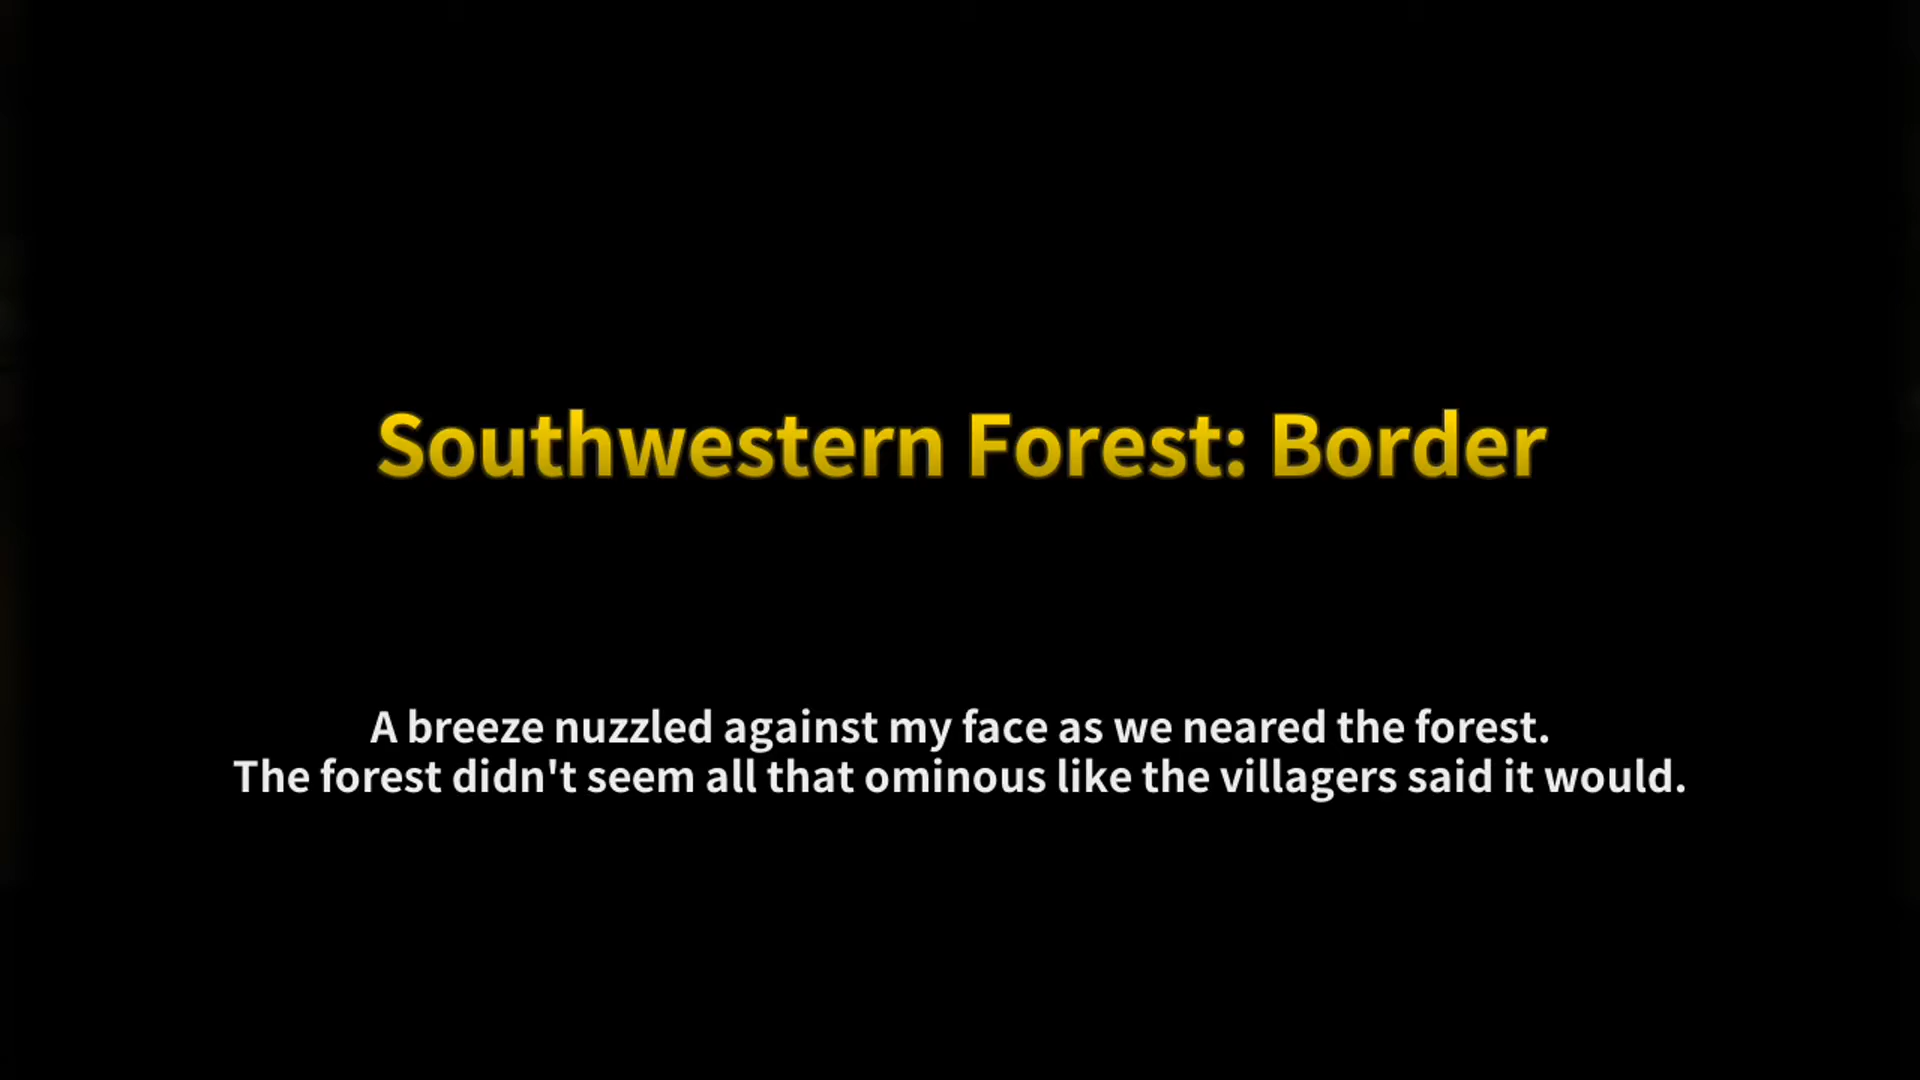 Southwestern Forest: Border
A breeze nuzzled against my face as we neared the forest.
The forest didn't seem all that ominous like the villagers said it would.